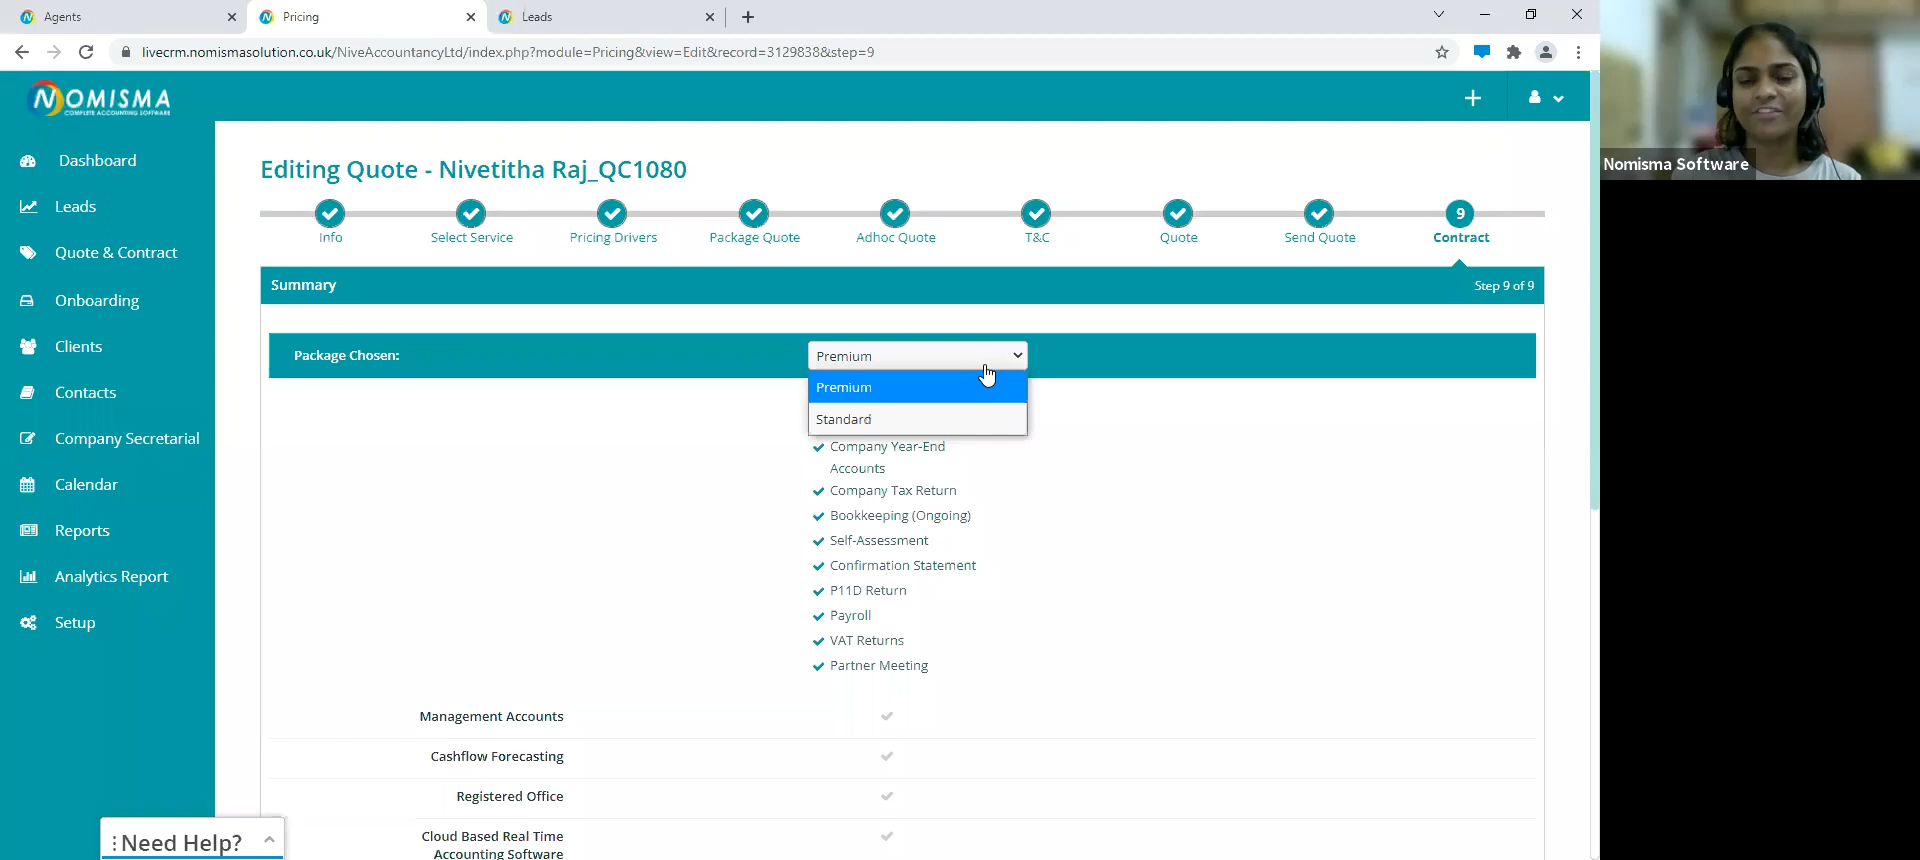 Agents
Pricing
Leads
livecrm.nomismasolution.co.uk/NiveAccountancyLtd/index.php?module=Pricing&view=Edit&record=3129838&step=9
NOMISMA
COMPLETE ACCOUNTING SOFTWARE
Dashboard
Leads
Quote & Contract
Onboarding
Clients
Contacts
Company Secretarial
Calendar
Reports
Analytics Report
Setup
Editing Quote - Nivetitha Raj_QC1080
Info
Select Service
Pricing Drivers
Package Quote
Adhoc Quote
T&C
Quote
Send Quote
9
Contract
Summary
Step 9 of 9
Package Chosen:
Premium
Premium
Standard
Company Year-End
Accounts
Company Tax Return
Bookkeeping (Ongoing)
Self-Assessment
Confirmation Statement
P11D Return
Payroll
VAT Returns
Partner Meeting
Management Accounts
Cashflow Forecasting
Registered Office
Cloud Based Real Time
Accounting Software
Need Help?
Nomisma Software